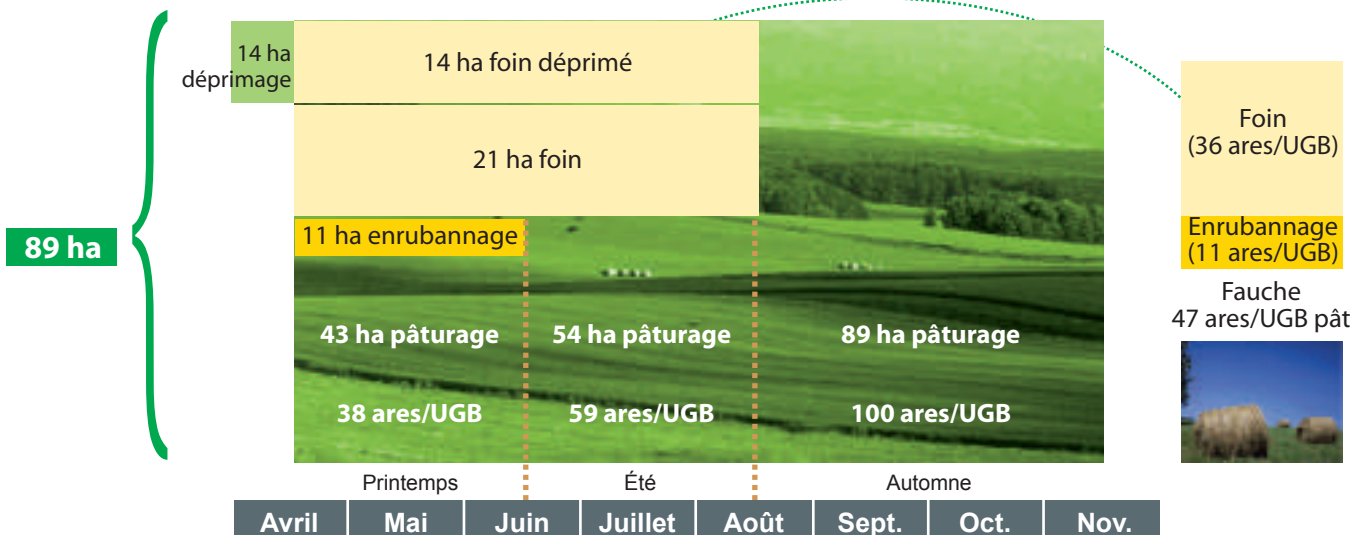 89 ha
14 ha
déprimage
14 ha foin déprimé
21 ha foin
11 ha enrubannage
43 ha pâturage
54 ha pâturage
89 ha pâturage
38 ares/UGB
59 ares/UGB
100 ares/UGB
Foin
(36 ares/UGB)
Enrubannage
(11 ares/UGB)
Fauche
47 ares/UGB pât
Printemps
Été
Automne
Avril
Mai
Juin
Juillet
Août
Sept.
Oct.
Nov.